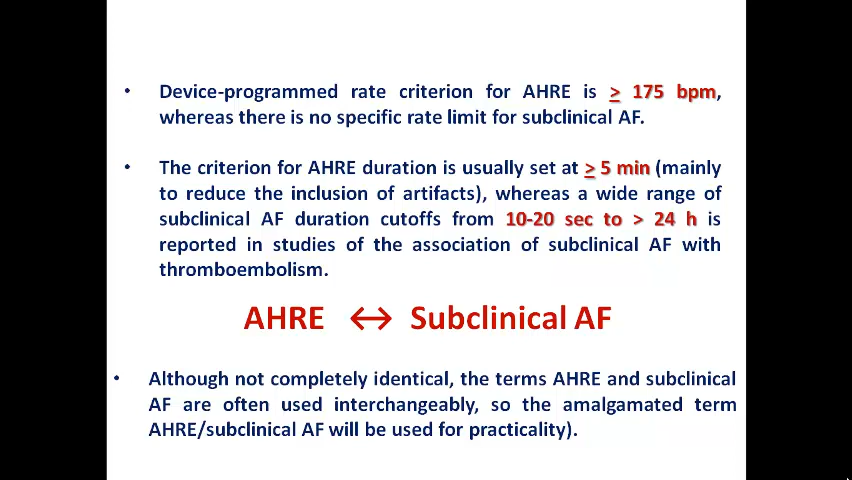 • Device-programmed rate criterion for AHRE is ≥ 175 bpm,
whereas there is no specific rate limit for subclinical AF.
• The criterion for AHRE duration is usually set at ≥ 5 min (mainly
to reduce the inclusion of artifacts), whereas a wide range of
subclinical AF duration cutoffs from 10-20 sec to > 24 h is
reported in studies of the association of subclinical AF with
thromboembolism.
AHRE ↔ Subclinical AF
• Although not completely identical, the terms AHRE and subclinical
AF are often used interchangeably, so the amalgamated term
AHRE/subclinical AF will be used for practicality).